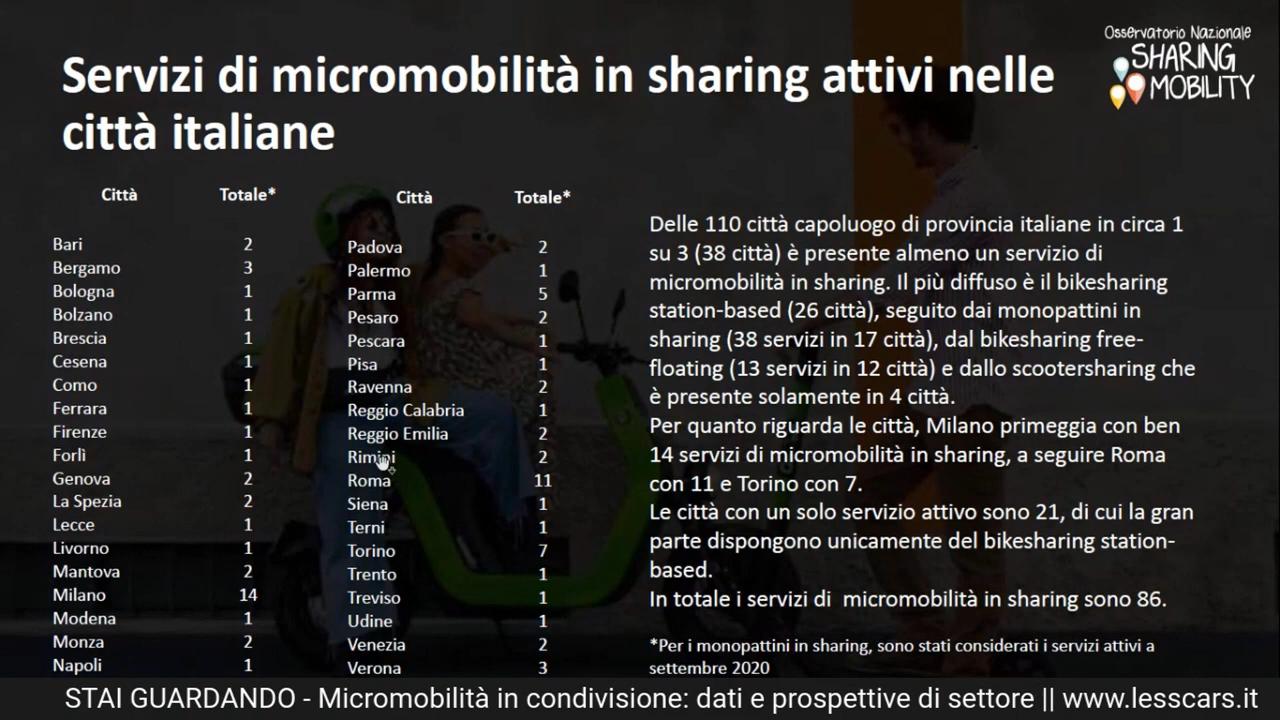 Osservatorio Nazionale
SHARING
MOBILITY
Servizi di micromobilità in sharing attivi nelle
città italiane
Città Totale*
Bari 2
Bergamo 3
Bologna 1
Bolzano 1
Brescia 1
Cesena 1
Como 1
Ferrara 1
Firenze 1
Forlì 1
Genova 2
La Spezia 2
Lecce 1
Livorno 1
Mantova 2
Milano 14
Modena 1
Monza 2
Napoli 1
Città Totale*
Padova 2
Palermo 1
Parma 5
Pesaro 2
Pescara 1
Pisa 1
Ravenna 2
Reggio Calabria 1
Reggio Emilia 2
Rimini 2
Roma 11
Siena 1
Terni 1
Torino 7
Trento 1
Treviso 1
Udine 1
Venezia 2
Verona 3
Delle 110 città capoluogo di provincia italiane in circa 1
su 3 (38 città) è presente almeno un servizio di
micromobilità in sharing. Il più diffuso è il bikesharing
station-based (26 città), seguito dai monopattini in
sharing (38 servizi in 17 città), dal bikesharing free-
floating (13 servizi in 12 città) e dallo scootersharing che
è presente solamente in 4 città.
Per quanto riguarda le città, Milano primeggia con ben
14 servizi di micromobilità in sharing, a seguire Roma
con 11 e Torino con 7.
Le città con un solo servizio attivo sono 21, di cui la gran
parte dispongono unicamente del bikesharing station-
based.
In totale i servizi di micromobilità in sharing sono 86.
*Per i monopattini in sharing, sono stati considerati i servizi attivi a
settembre 2020
STAI GUARDANDO - Micromobilità in condivisione: dati e prospettive di settore || www.lesscars.it